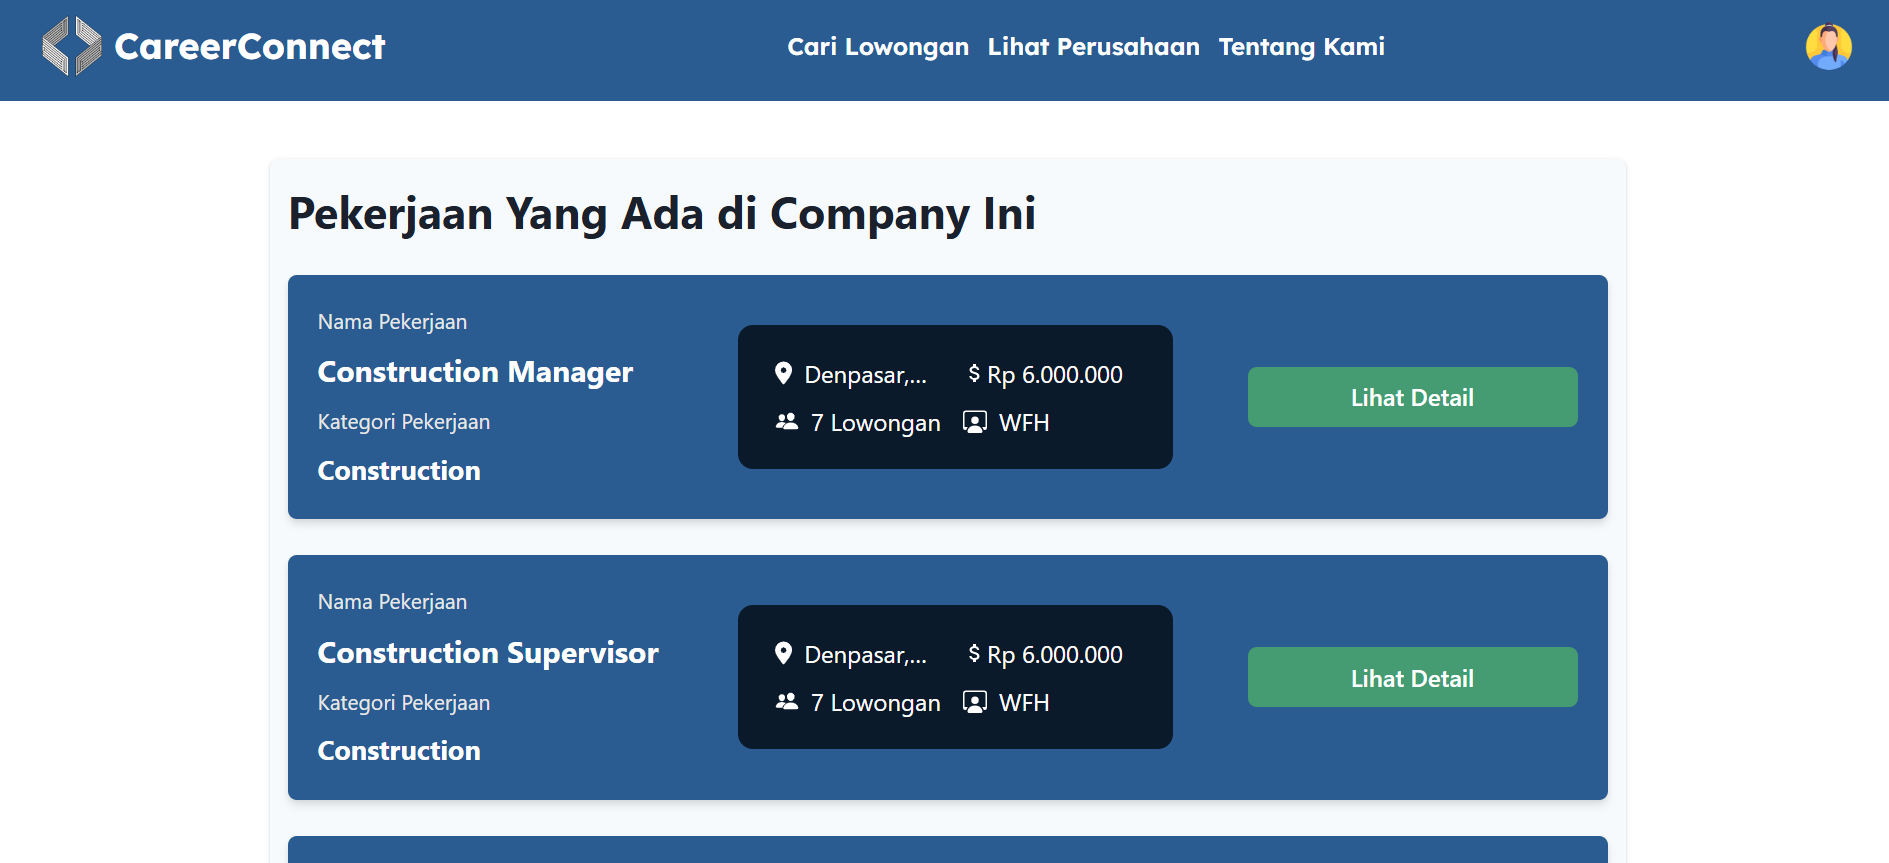 CareerConnect
Cari Lowongan Lihat Perusahaan Tentang Kami
Pekerjaan Yang Ada di Company Ini
Nama Pekerjaan
Construction Manager
Kategori Pekerjaan
Construction
Denpasar,... $ Rp 6.000.000
7 Lowongan WFH
Lihat Detail
Nama Pekerjaan
Construction Supervisor
Kategori Pekerjaan
Construction
Denpasar,... $ Rp 6.000.000
7 Lowongan WFH
Lihat Detail